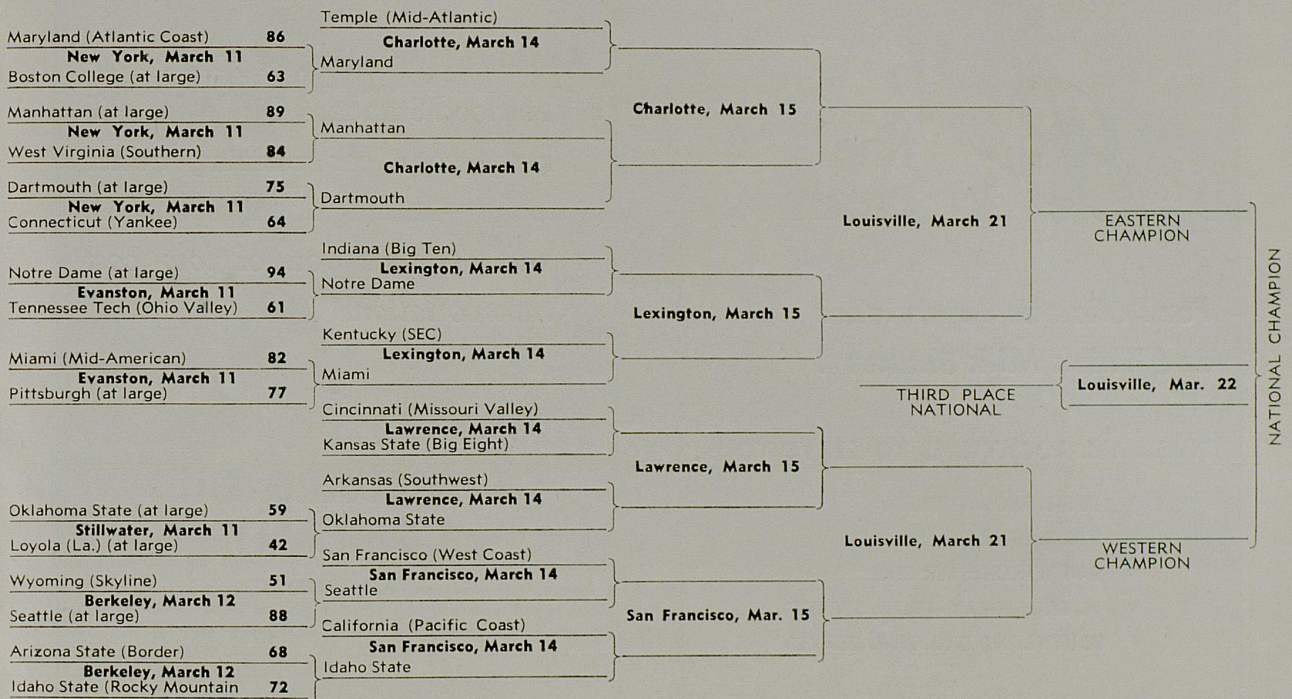 Maryland (Atlantic Coast) 86
New York, March 11
Boston College (at large) 63
Manhattan (at large) 89
New York, March 11
West Virginia (Southern) 84
Dartmouth (at large) 75
New York, March 11
Connecticut (Yankee) 64
Notre Dame (at large) 94
Evanston, March 11
Tennessee Tech (Ohio Valley) 61
Miami (Mid-American) 82
Evanston, March 11
Pittsburgh (at large) 77
Oklahoma State (at large) 59
Stillwater, March 11
Loyola (La.) (at large) 42
Wyoming (Skyline) 51
Berkeley, March 12
Seattle (at large) 88
Arizona State (Border) 68
Berkeley, March 12
Idaho State (Rocky Mountain 72
Temple (Mid-Atlantic)
Charlotte, March 14
Maryland
Manhattan
Charlotte, March 14
Dartmouth
Indiana (Big Ten)
Lexington, March 14
Notre Dame
Kentucky (SEC)
Lexington, March 14
Miami
Cincinnati (Missouri Valley)
Lawrence, March 14
Kansas State (Big Eight)
Arkansas (Southwest)
Lawrence, March 14
Oklahoma State
San Francisco (West Coast)
San Francisco, March 14
Seattle
California (Pacific Coast)
San Francisco, March 14
Idaho State
Charlotte, March 15
Lexington, March 15
Lawrence, March 15
San Francisco, Mar. 15
Louisville, March 21
THIRD PLACE
NATIONAL
Louisville, March 21
EASTERN
CHAMPION
Louisville, Mar. 22
WESTERN
CHAMPION
NATIONAL CHAMPION